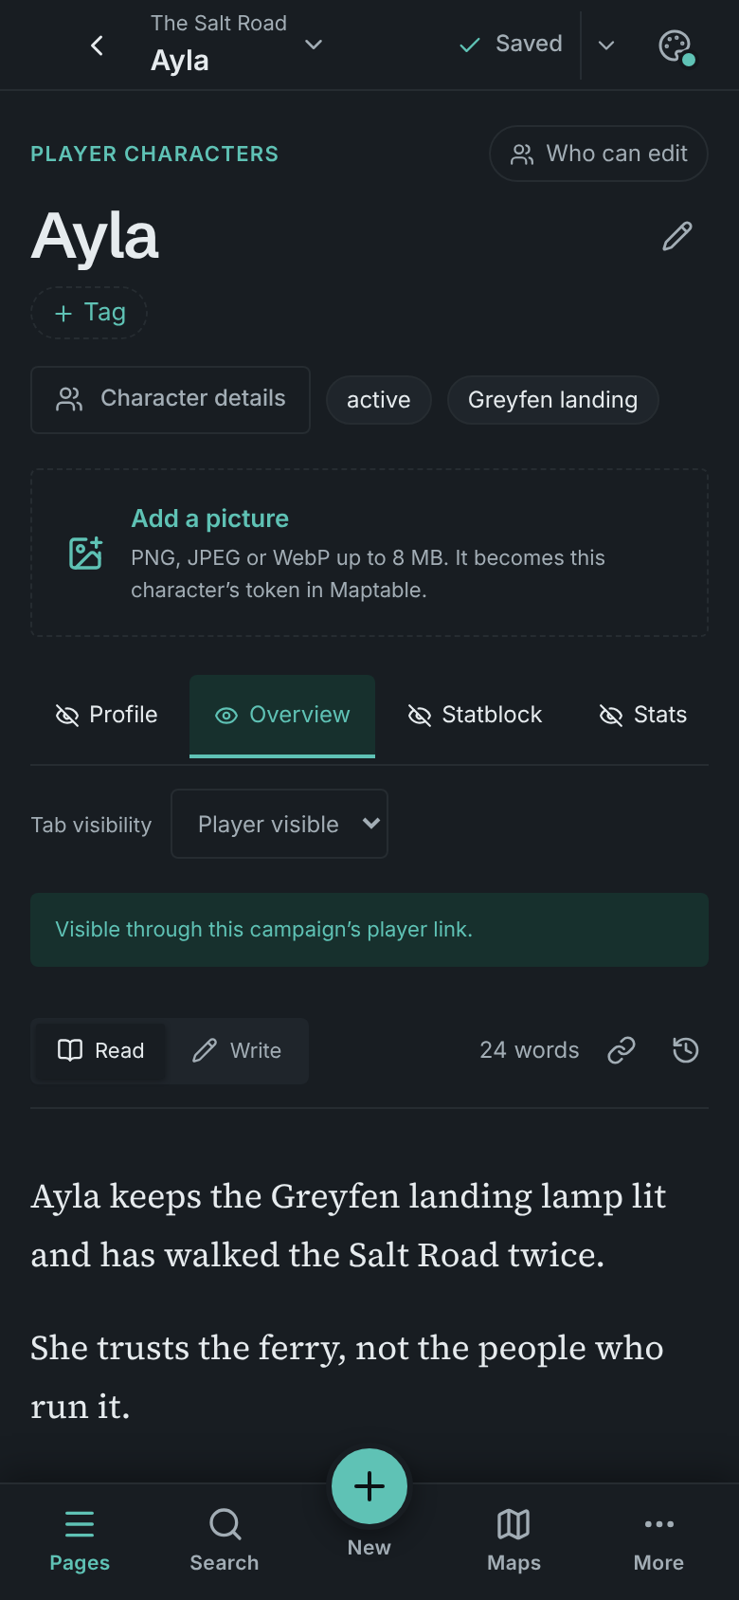 The Salt Road
Ayla
Saved
PLAYER CHARACTERS
Who can edit
Ayla
+ Tag
Character details
active
Greyfen landing
Add a picture
PNG, JPEG or WebP up to 8 MB. It becomes this
character’s token in Maptable.
Profile
Overview
Statblock
Stats
Tab visibility
Player visible
Visible through this campaign’s player link.
Read
Write
24 words
Ayla keeps the Greyfen landing lamp lit
and has walked the Salt Road twice.
She trusts the ferry, not the people who
run it.
Pages
Search
New
Maps
More